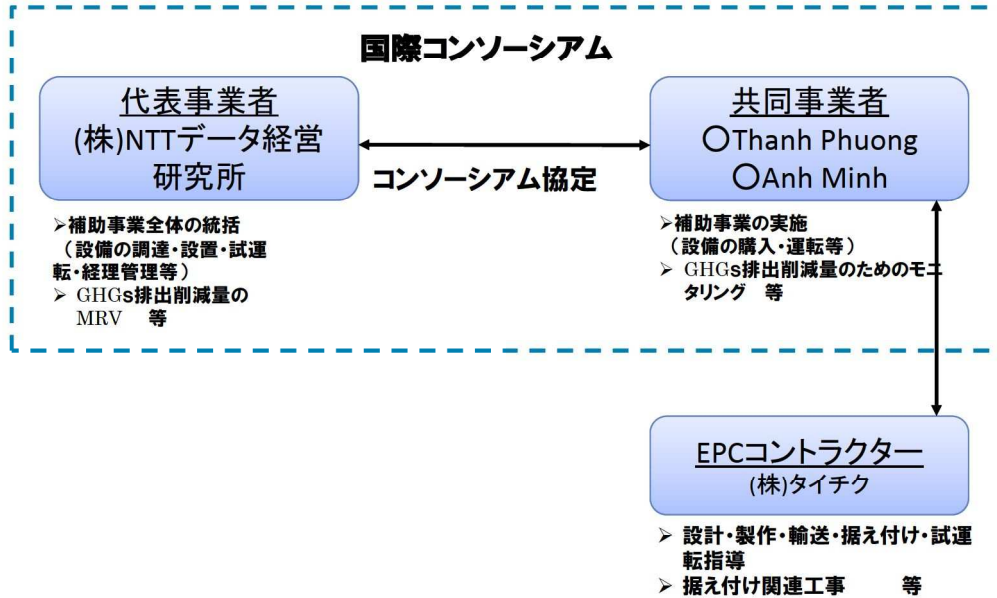 国際コンソーシアム
代表事業者
(株)NTTデータ経営
研究所
コンソーシアム協定
共同事業者
○Thanh Phuong
○Anh Minh
➢補助事業全体の統括
（設備の調達・設置・試運
転・経理管理等）
➢ GHGs排出削減量の
MRV 等
➢補助事業の実施
（設備の購入・運転等）
➢ GHGs排出削減量のためのモニ
タリング 等
EPCコントラクター
(株)タイチク
➢ 設計・製作・輸送・据え付け・試運
転指導
➢ 据え付け関連工事 等